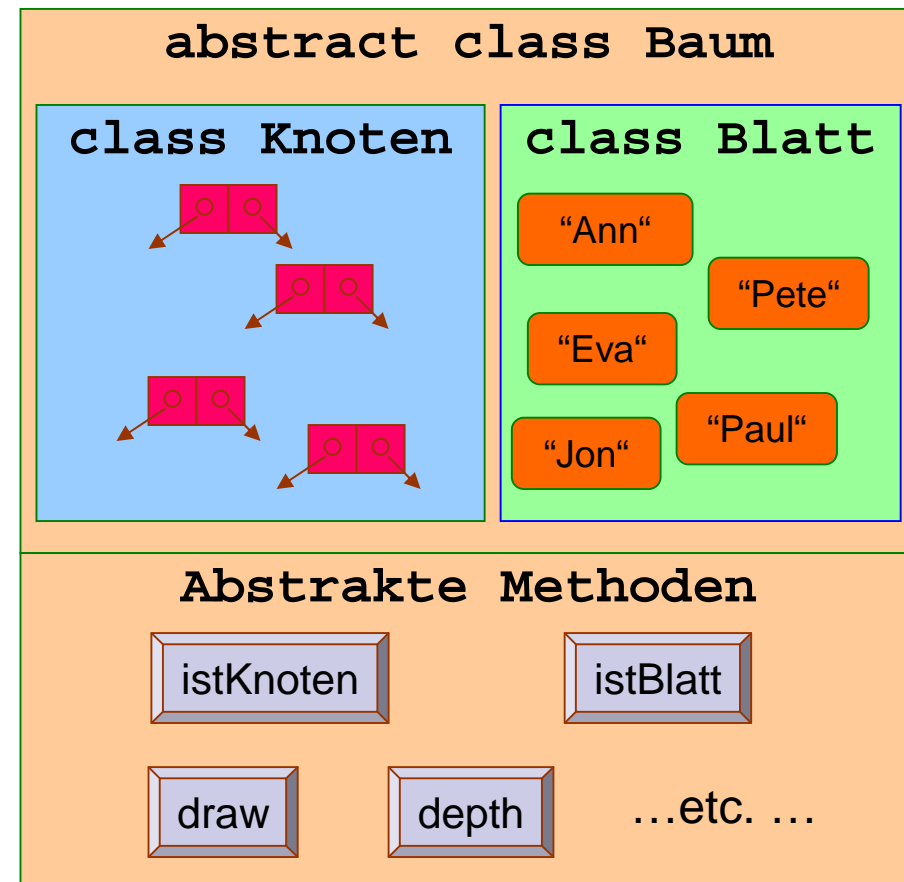 abstract class Baum
class Knoten
class Blatt
“Ann“
“Pete“
“Eva“
“Paul“
“Jon“
Abstrakte Methoden
istKnoten
istBlatt
draw
depth
…etc. …